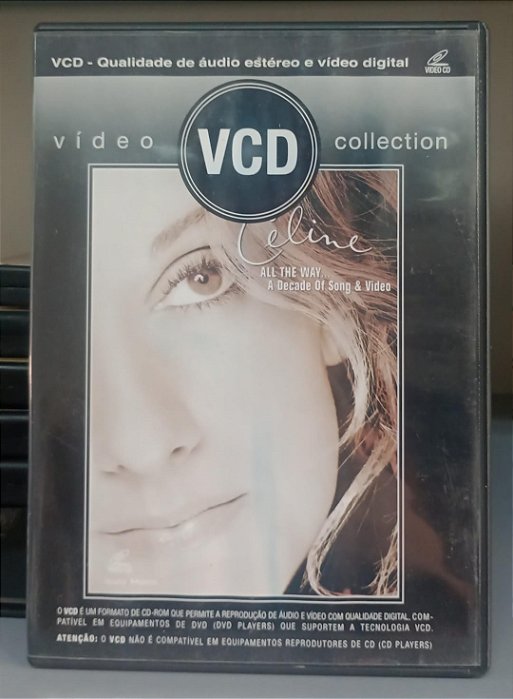 VCD - Qualidade de áudio estéreo e vídeo digital
VIDEO CD
vídeo VCD collection
Celine
ALL THE WAY...
A Decade Of Song & Video
O VCD É UM FORMATO DE CD-ROM QUE PERMITE A REPRODUÇÃO DE ÁUDIO E VÍDEO COM QUALIDADE DIGITAL, COM-
PATÍVEL EM EQUIPAMENTOS DE DVD (DVD PLAYERS) QUE SUPORTEM A TECNOLOGIA VCD.
ATENÇÃO: O VCD NÃO É COMPATÍVEL EM EQUIPAMENTOS REPRODUTORES DE CD (CD PLAYERS)